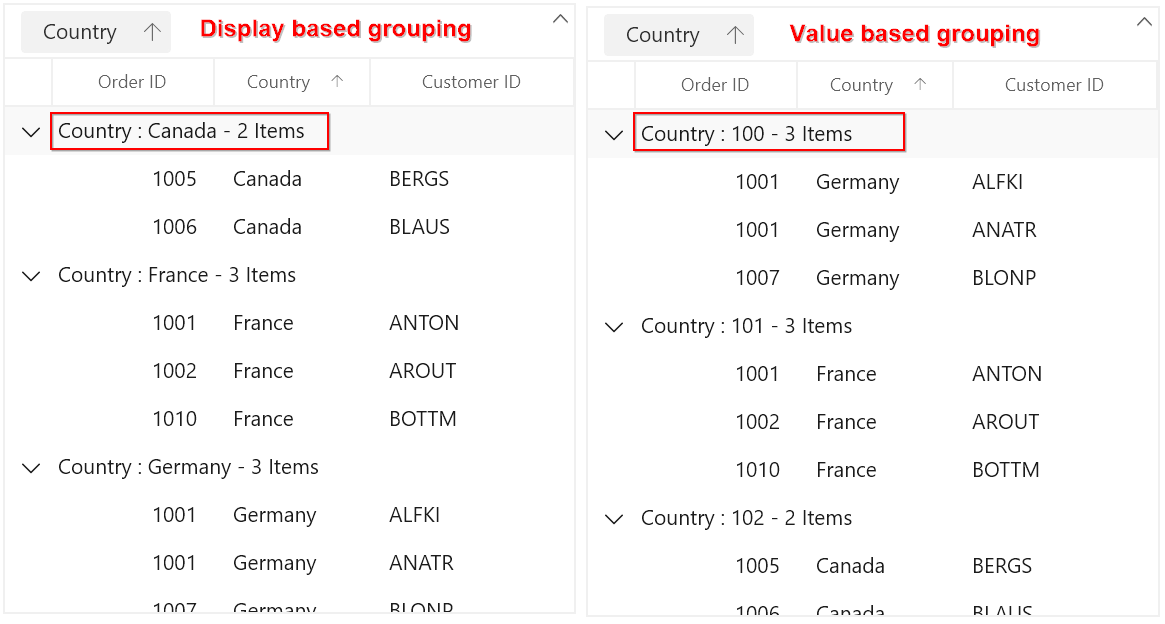 Country ↑ Display based grouping
Order ID Country ↑ Customer ID
Country : Canada - 2 Items
1005 Canada BERGS
1006 Canada BLAUS
Country : France - 3 Items
1001 France ANTON
1002 France AROUT
1010 France BOTTM
Country : Germany - 3 Items
1001 Germany ALFKI
1001 Germany ANATR
1007 Germany BLONP
Country ↑ Value based grouping
Order ID Country ↑ Customer ID
Country : 100 - 3 Items
1001 Germany ALFKI
1001 Germany ANATR
1007 Germany BLONP
Country : 101 - 3 Items
1001 France ANTON
1002 France AROUT
1010 France BOTTM
Country : 102 - 2 Items
1005 Canada BERGS
1006 Canada BLAUS